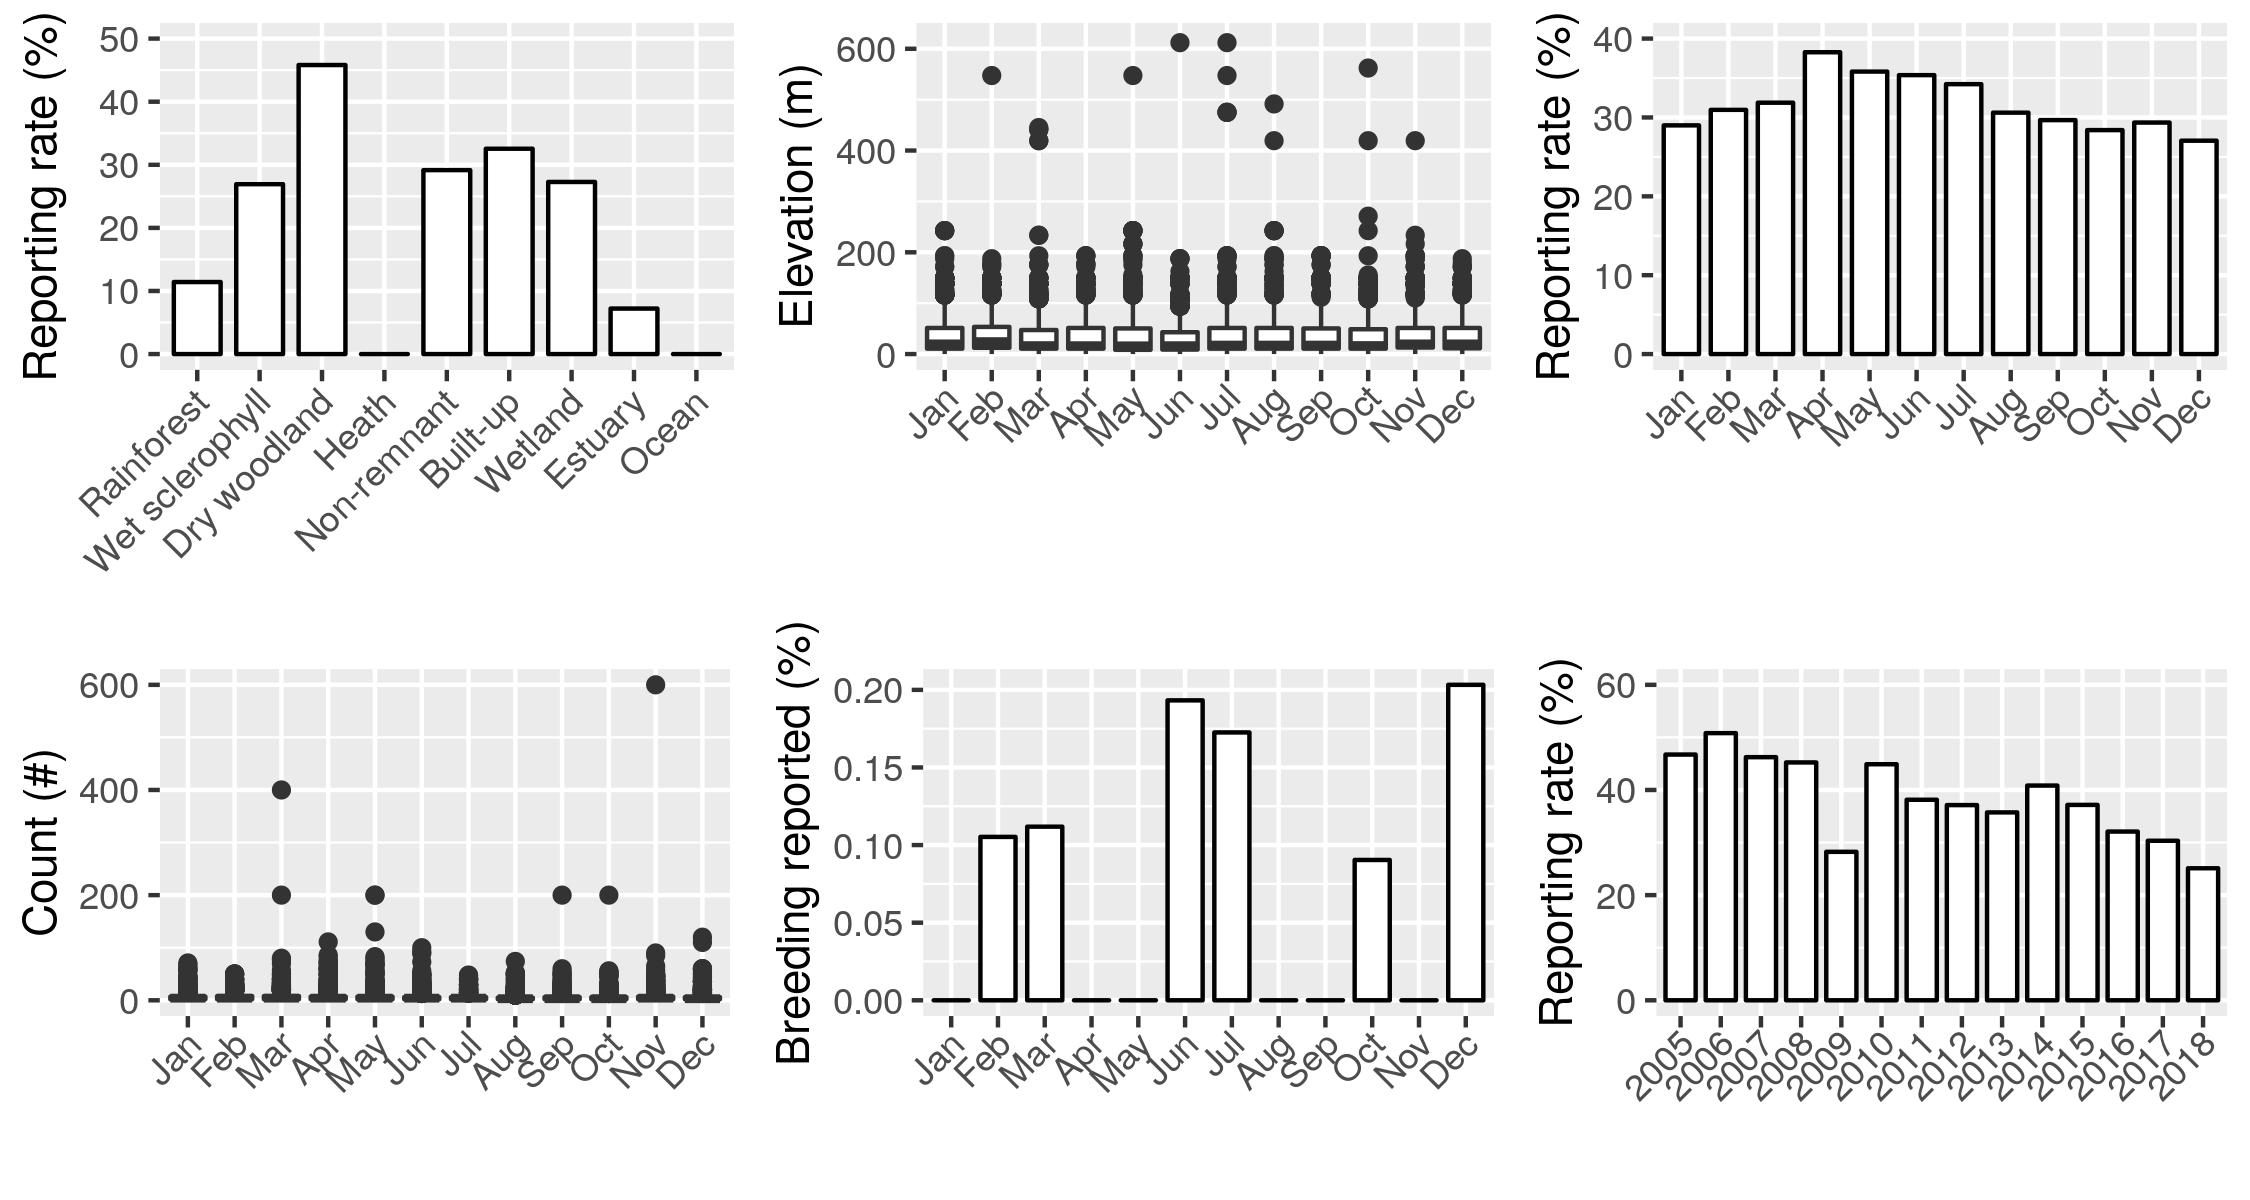 Reporting rate (%)
50
40
30
20
10
0
Rainforest
Wet sclerophyll
Dry woodland
Heath
Non-remnant
Built-up
Wetland
Estuary
Ocean
Elevation (m)
600
400
200
0
Jan
Feb
Mar
Apr
May
Jun
Jul
Aug
Sep
Oct
Nov
Dec
Reporting rate (%)
40
30
20
10
0
Jan
Feb
Mar
Apr
May
Jun
Jul
Aug
Sep
Oct
Nov
Dec
Count (#)
600
400
200
0
Jan
Feb
Mar
Apr
May
Jun
Jul
Aug
Sep
Oct
Nov
Dec
Breeding reported (%)
0.20
0.15
0.10
0.05
0.00
Jan
Feb
Mar
Apr
May
Jun
Jul
Aug
Sep
Oct
Nov
Dec
Reporting rate (%)
60
40
20
0
2005
2006
2007
2008
2009
2010
2011
2012
2013
2014
2015
2016
2017
2018